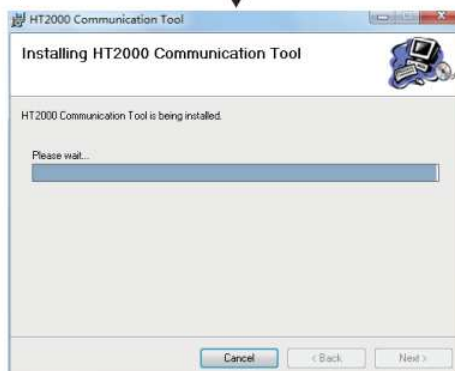 HT2000 Communication Tool
Installing HT2000 Communication Tool
HT2000 Communication Tool is being installed.
Please wait...
Cancel
< Back
Next >